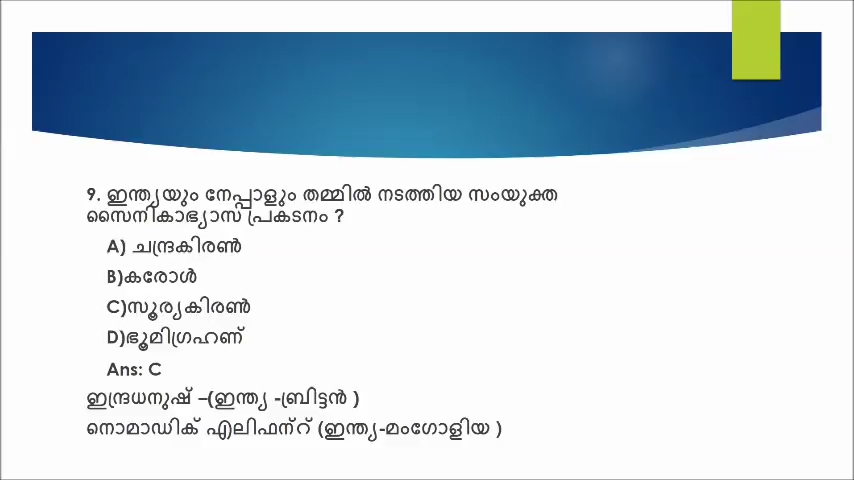 9. ഇന്ത്യയും നേപ്പാളും തമ്മിൽ നടത്തിയ സംയുക്ത
സൈനികാഭ്യാസ പ്രകടനം ?
A) ചന്ദ്രകിരൺ
B)കരോൾ
C)സൂര്യകിരൺ
D)ഭൂമിഗ്രഹണ്
Ans: C
ഇന്ദ്രധനുഷ് –(ഇന്ത്യ -ബ്രിട്ടൻ )
നൊമാഡിക് എലിഫന്റ് (ഇന്ത്യ-മംഗോളിയ )